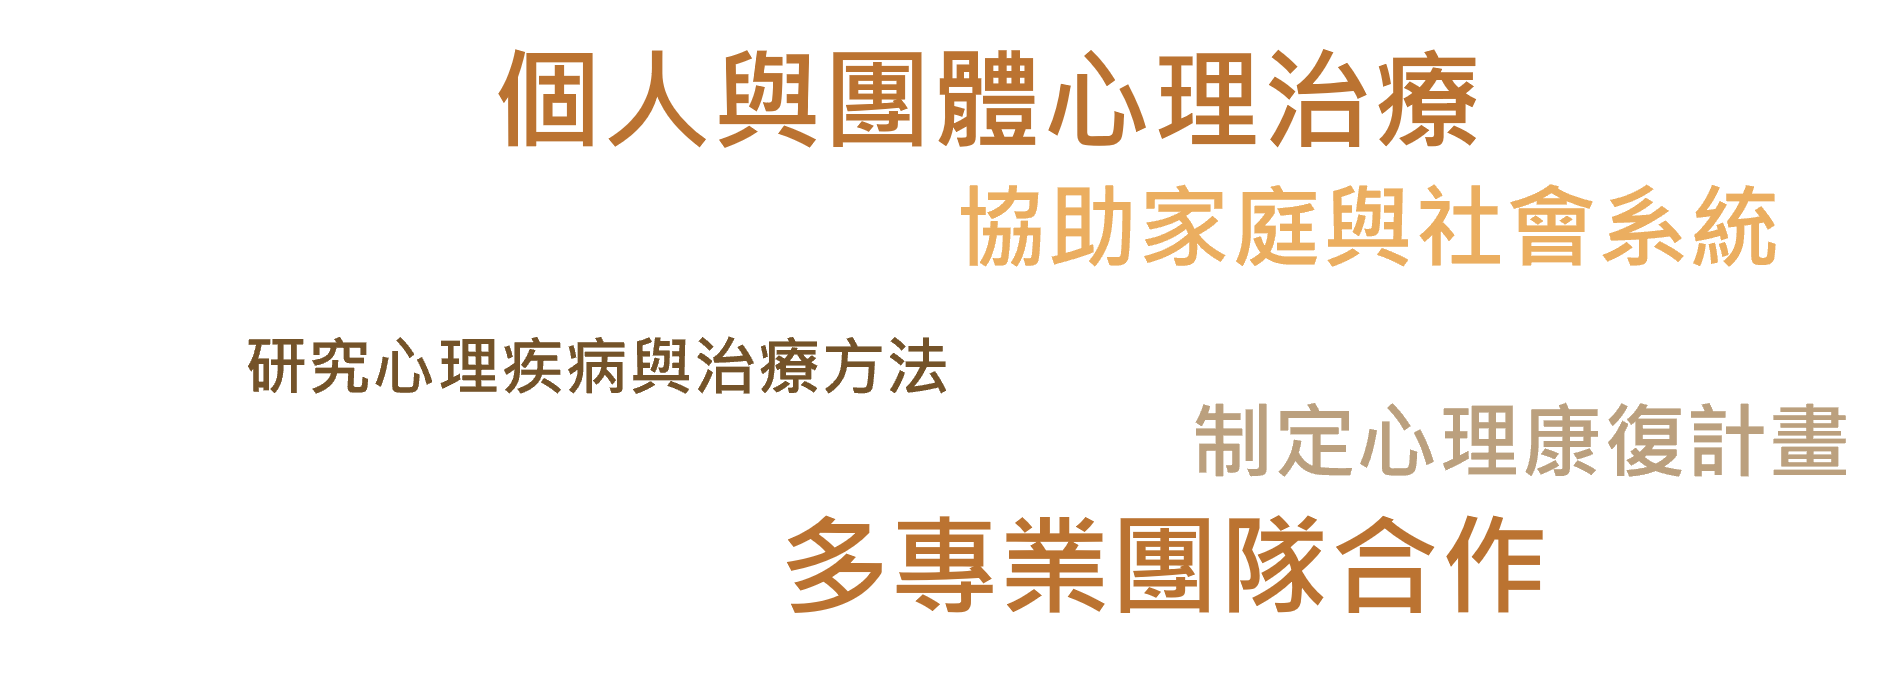 個人與團體心理治療
協助家庭與社會系統
研究心理疾病與治療方法
制定心理康復計畫
多專業團隊合作